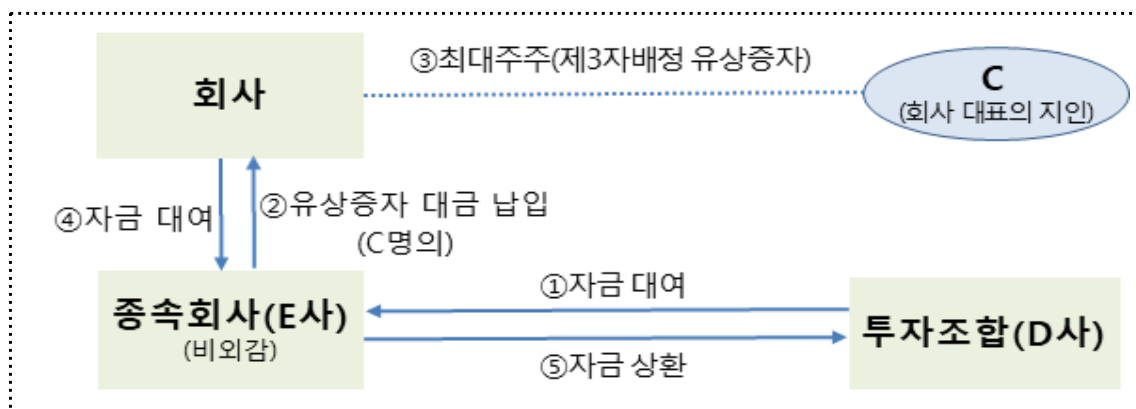 회사
③최대주주(제3자배정 유상증자)
C
(회사 대표의 지인)
④자금 대여
②유상증자 대금 납입
(C명의)
종속회사(E사)
(비외감)
①자금 대여
⑤자금 상환
투자조합(D사)